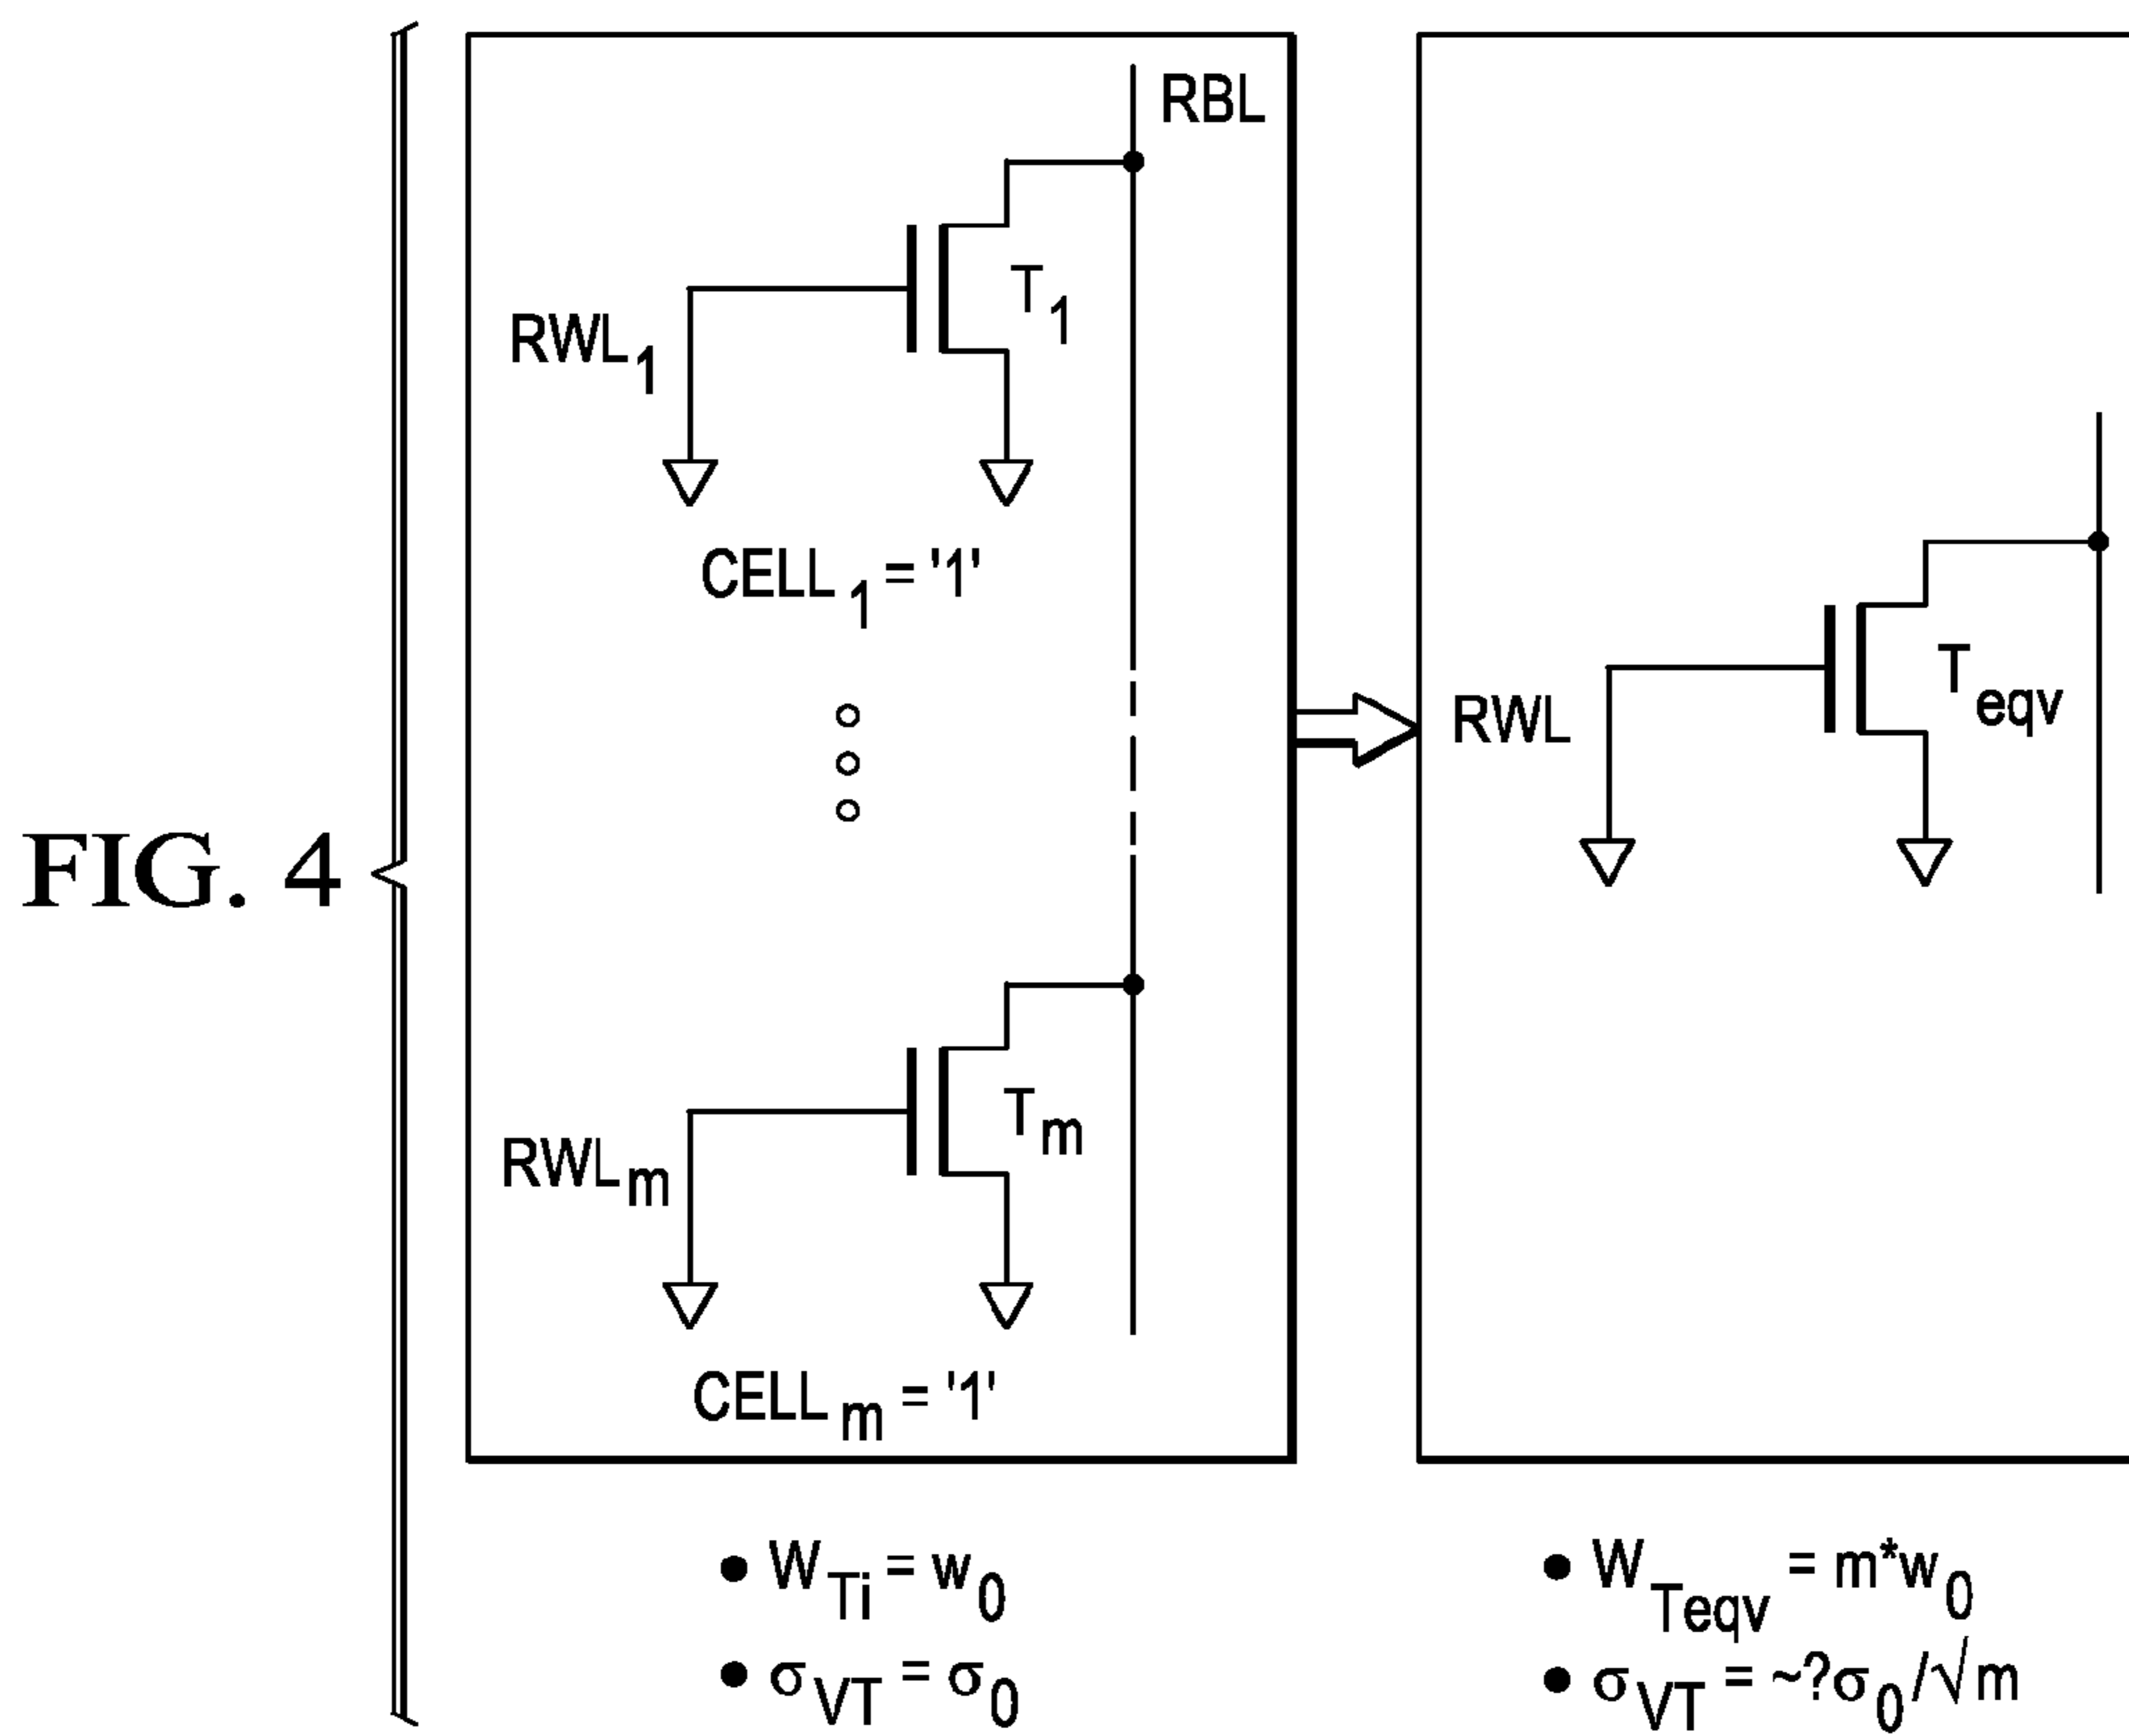 RBL
T1
RWL1
CELL1 = '1'
Teqv
RWL
FIG. 4
Tm
RWLm
CELLm = '1'
• WTi = w0
• σVT = σ0
• WTeqv = m*w0
• σVT = ~?σ0/√m